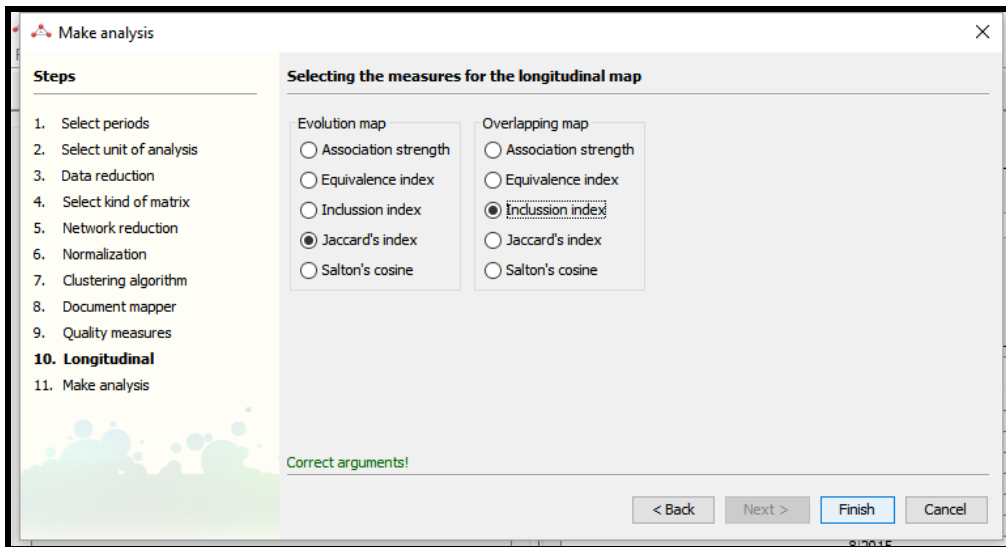 Make analysis
Steps
1. Select periods
2. Select unit of analysis
3. Data reduction
4. Select kind of matrix
5. Network reduction
6. Normalization
7. Clustering algorithm
8. Document mapper
9. Quality measures
10. Longitudinal
11. Make analysis
Selecting the measures for the longitudinal map
Evolution map
Association strength
Equivalence index
Inclussion index
Jaccard's index
Salton's cosine
Overlapping map
Association strength
Equivalence index
Inclussion index
Jaccard's index
Salton's cosine
Correct arguments!
< Back Next > Finish Cancel